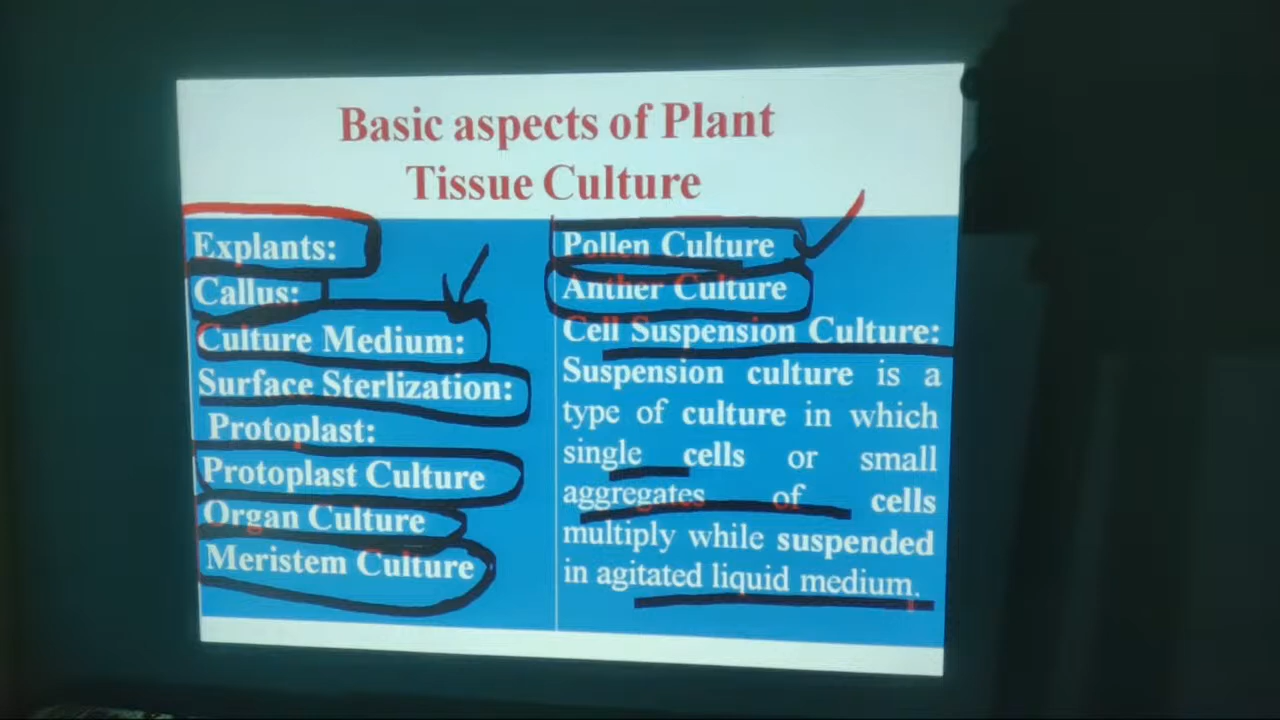 Basic aspects of Plant
Tissue Culture
Explants:
Callus:
Culture Medium:
Surface Sterlization:
Protoplast:
Protoplast Culture
Organ Culture
Meristem Culture
Pollen Culture
Anther Culture
Cell Suspension Culture:
Suspension culture is a
type of culture in which
single cells or small
aggregates of cells
multiply while suspended
in agitated liquid medium.